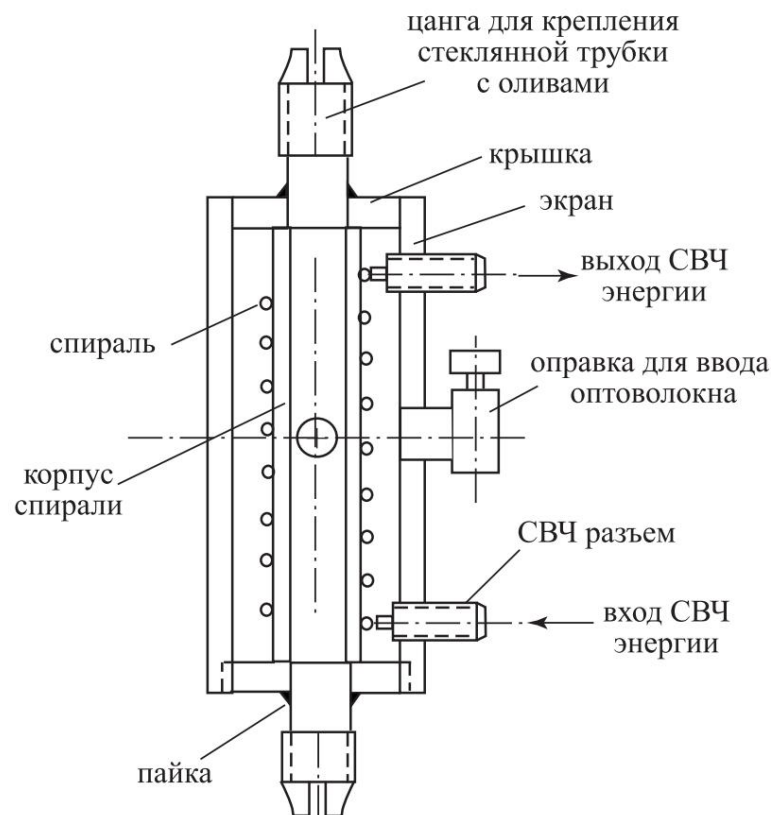 цанга для крепления
стеклянной трубки
с оливами
крышка
экран
выход СВЧ
энергии
спираль
оправка для ввода
оптоволокна
корпус
спирали
СВЧ разъем
вход СВЧ
энергии
пайка